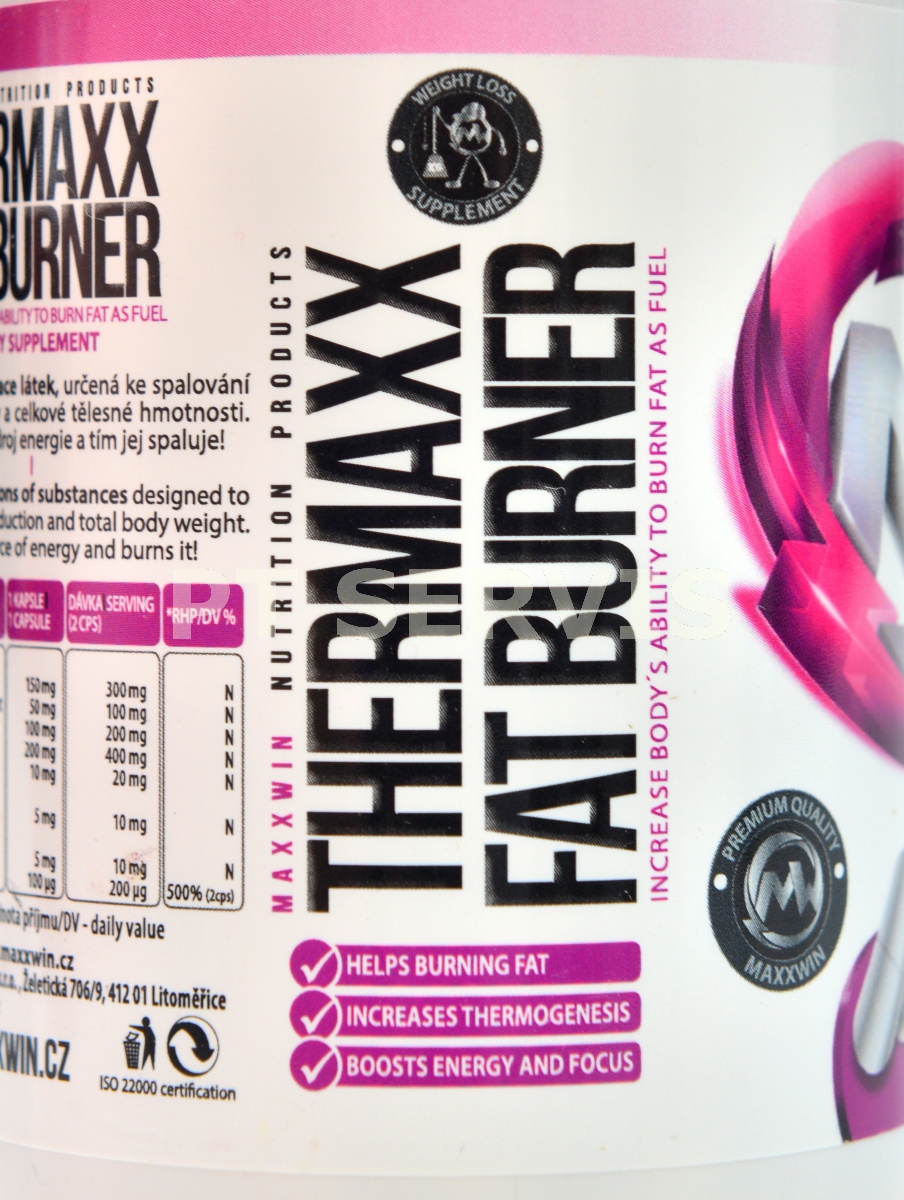 NUTRITION PRODUCTS
RMAXX
BURNER
ABILITY TO BURN FAT AS FUEL
Y SUPPLEMENT
ace látek, určená ke spalování
a celkové tělesné hmotnosti.
droj energie a tím jej spaluje!
ons of substances designed to
duction and total body weight.
ce of energy and burns it!
1 KAPSLE DÁVKA SERVING *RHP/DV %
1 CAPSULE (2 CPS)
150 mg 300 mg N
50 mg 100 mg N
100 mg 200 mg N
200 mg 400 mg N
10 mg 20 mg N
5 mg 10 mg N
5 mg 10 mg N
100 µg 200 µg 500% (2cps)
nota příjmu/DV - daily value
.maxxwin.cz
s.r.o., Želetická 706/9, 412 01 Litoměřice
XWIN.CZ
ISO 22000 certification
WEIGHT LOSS
SUPPLEMENT
MAXXWIN NUTRITION PRODUCTS
THERMAXX
FAT BURNER
INCREASE BODY´S ABILITY TO BURN FAT AS FUEL
HELPS BURNING FAT
INCREASES THERMOGENESIS
BOOSTS ENERGY AND FOCUS
PREMIUM QUALITY
MAXXWIN
PT SERVIS